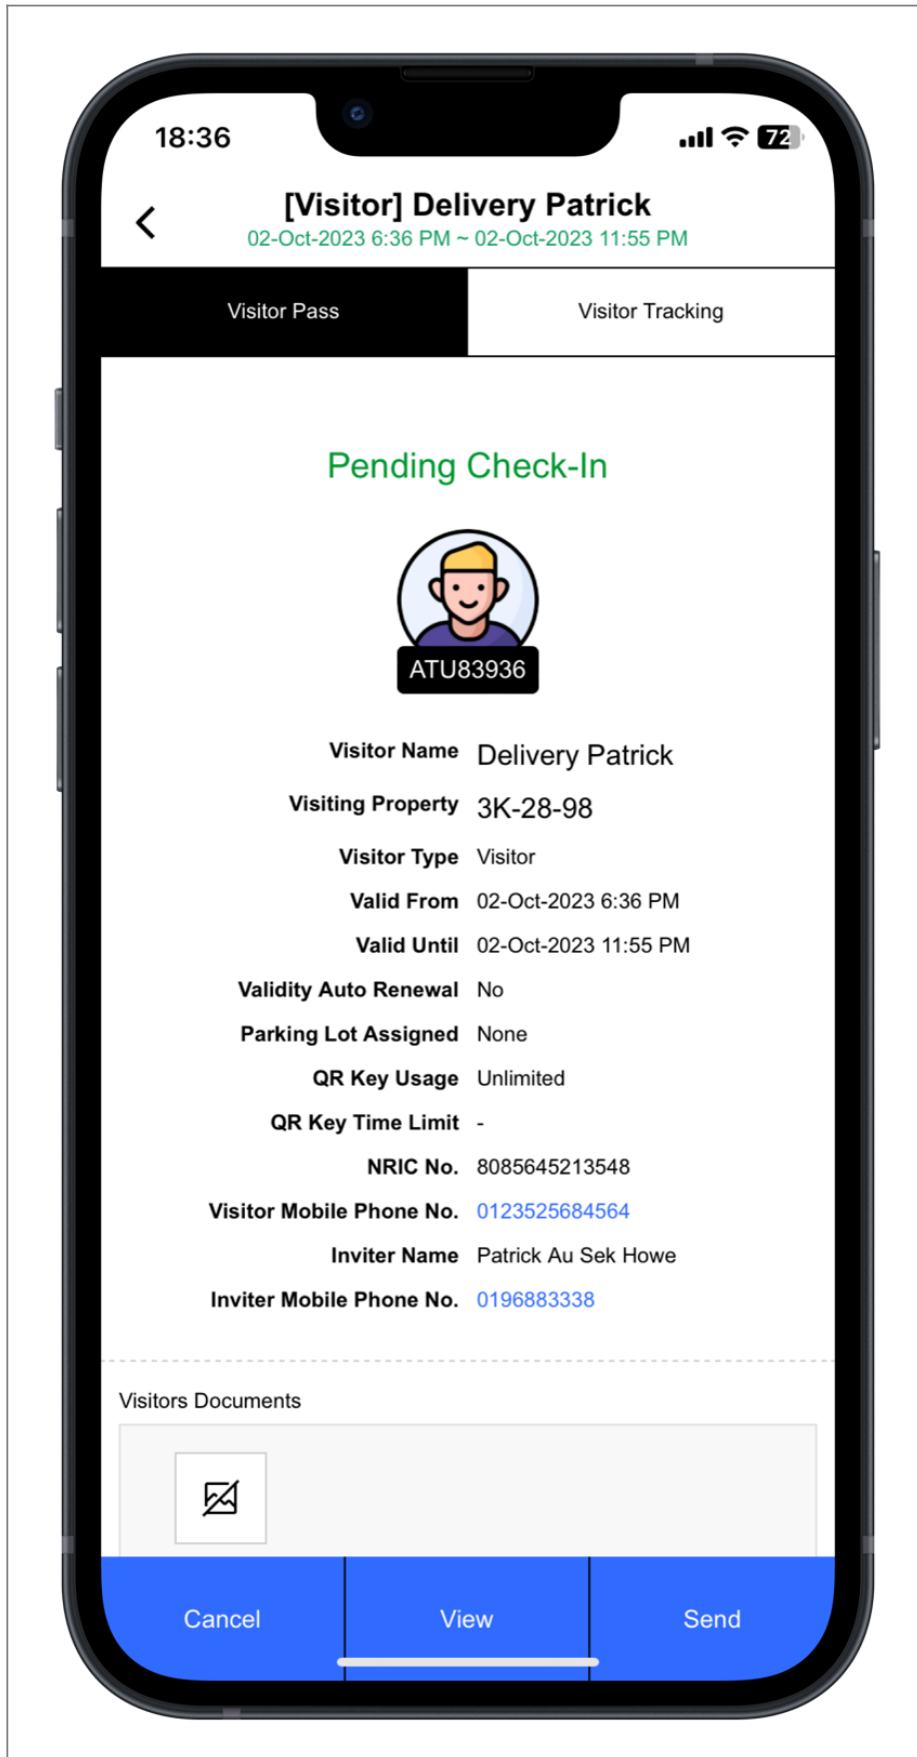 18:36
72
[Visitor] Delivery Patrick
02-Oct-2023 6:36 PM ~ 02-Oct-2023 11:55 PM
Visitor Pass
Visitor Tracking
Pending Check-In
ATU83936
Visitor Name Delivery Patrick
Visiting Property 3K-28-98
Visitor Type Visitor
Valid From 02-Oct-2023 6:36 PM
Valid Until 02-Oct-2023 11:55 PM
Validity Auto Renewal No
Parking Lot Assigned None
QR Key Usage Unlimited
QR Key Time Limit -
NRIC No. 8085645213548
Visitor Mobile Phone No. 0123525684564
Inviter Name Patrick Au Sek Howe
Inviter Mobile Phone No. 0196883338
Visitors Documents
Cancel
View
Send